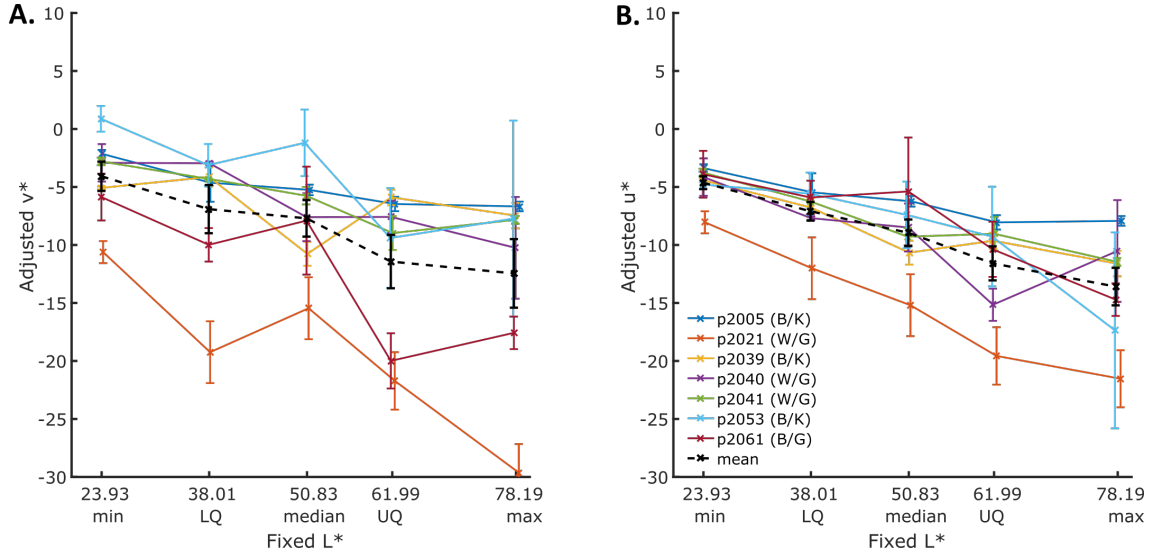 A.
Adjusted v*
10
5
0
-5
-10
-15
-20
-25
-30
23.93 38.01 50.83 61.99 78.19
min LQ median UQ max
Fixed L*
B.
Adjusted u*
10
5
0
-5
-10
-15
-20
-25
-30
p2005 (B/K)
p2021 (W/G)
p2039 (B/K)
p2040 (W/G)
p2041 (W/G)
p2053 (B/K)
p2061 (B/G)
mean
23.93 38.01 50.83 61.99 78.19
min LQ median UQ max
Fixed L*